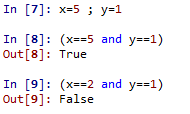 In [7]: x=5 ; y=1
In [8]: (x==5 and y==1)
Out[8]: True
In [9]: (x==2 and y==1)
Out[9]: False